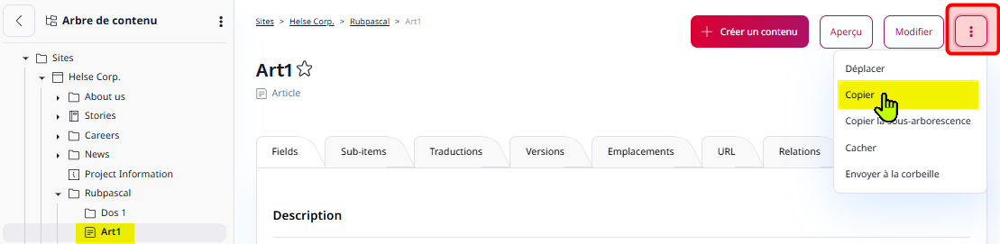 Arbre de contenu
Sites
Helse Corp.
About us
Stories
Careers
News
Project Information
Rubpascal
Dos 1
Art1
Sites > Helse Corp. > Rubpascal > Art1
Créer un contenu
Aperçu
Modifier
Art1
Article
Déplacer
Copier
Copier la sous-arborescence
Cacher
Envoyer à la corbeille
Fields
Sub-items
Traductions
Versions
Emplacements
URL
Relations
Description